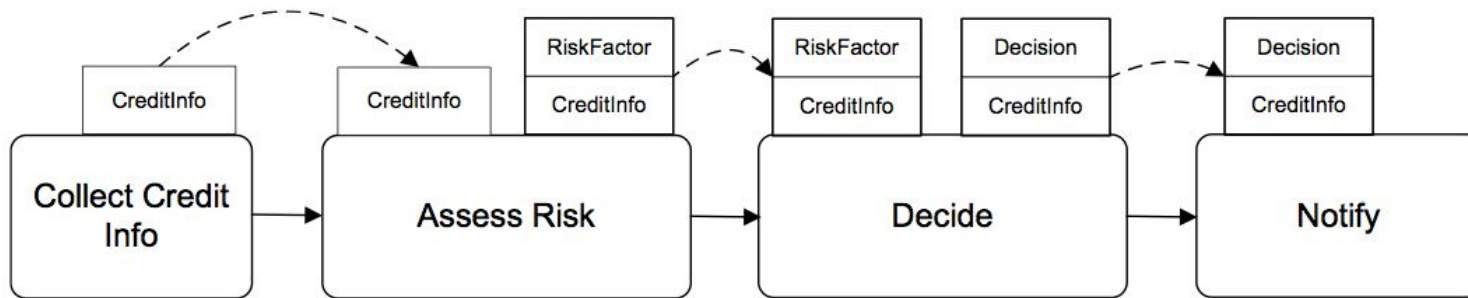 RiskFactor
RiskFactor
Decision
Decision
CreditInfo
CreditInfo
CreditInfo
CreditInfo
CreditInfo
CreditInfo
Collect Credit
Info
Assess Risk
Decide
Notify